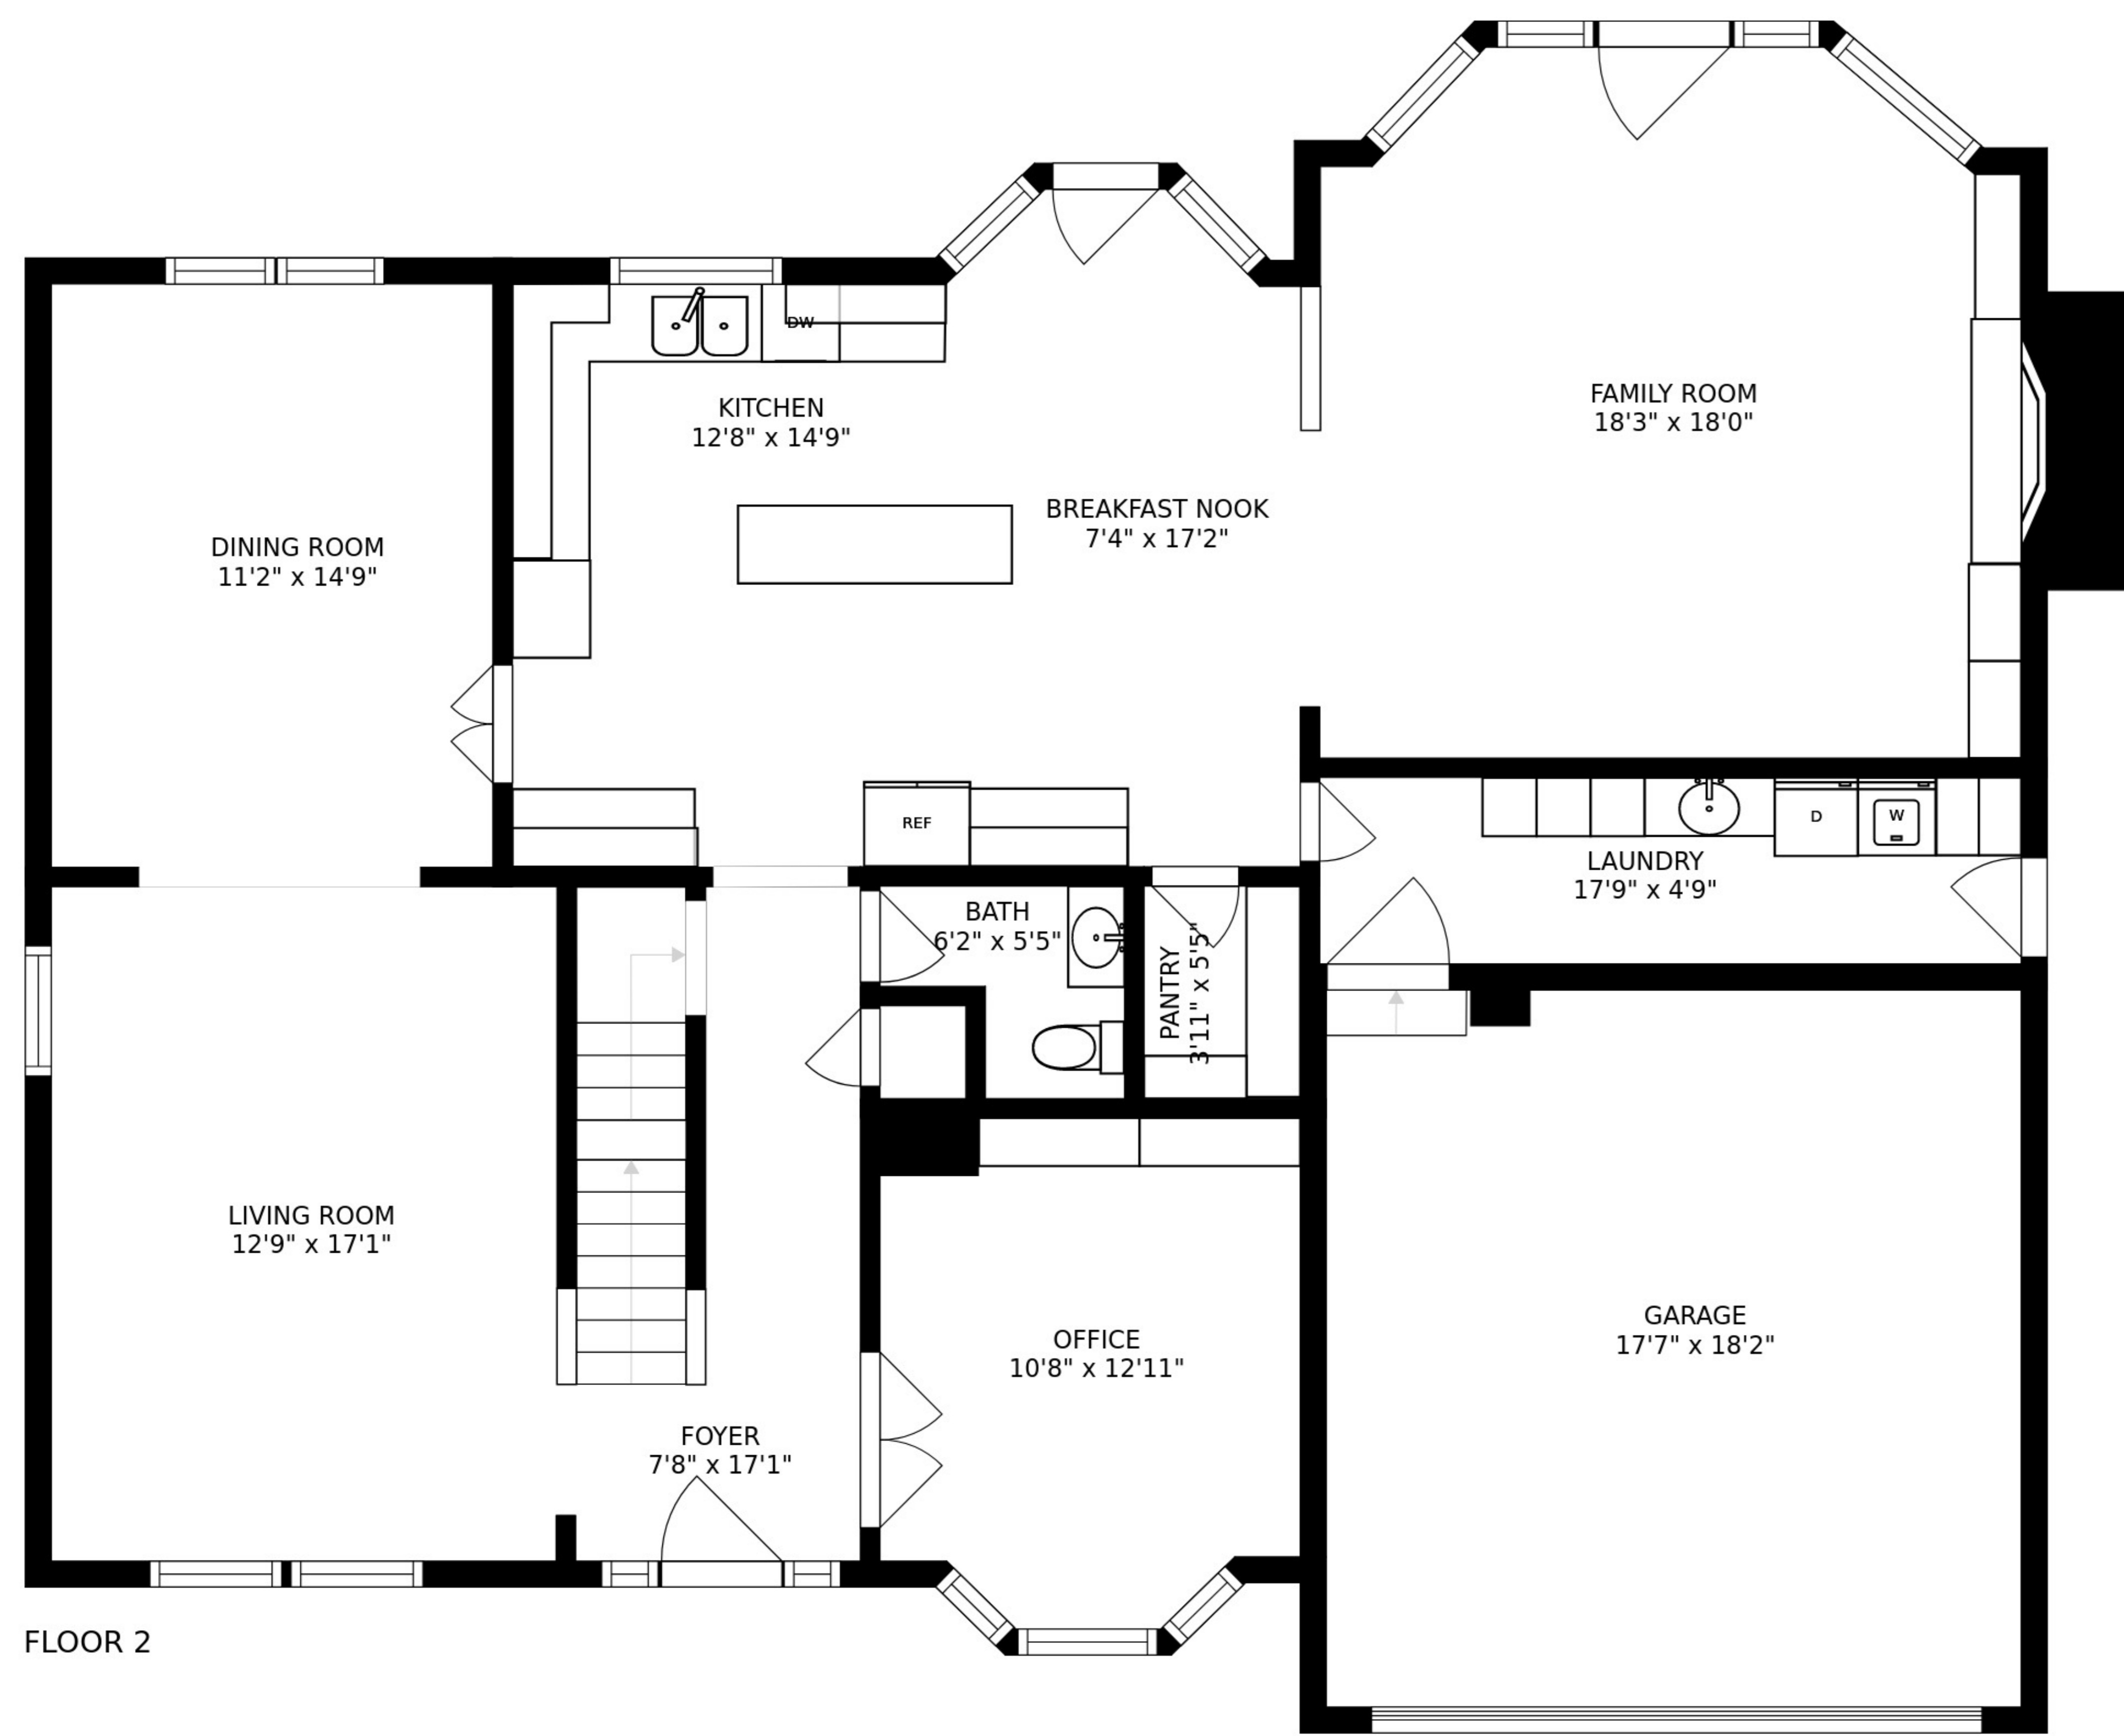 DW
KITCHEN
12'8" x 14'9"
FAMILY ROOM
18'3" x 18'0"
BREAKFAST NOOK
7'4" x 17'2"
DINING ROOM
11'2" x 14'9"
REF
D
W
LAUNDRY
17'9" x 4'9"
BATH
6'2" x 5'5"
PANTRY
3'11" x 5'5"
LIVING ROOM
12'9" x 17'1"
OFFICE
10'8" x 12'11"
GARAGE
17'7" x 18'2"
FOYER
7'8" x 17'1"
FLOOR 2